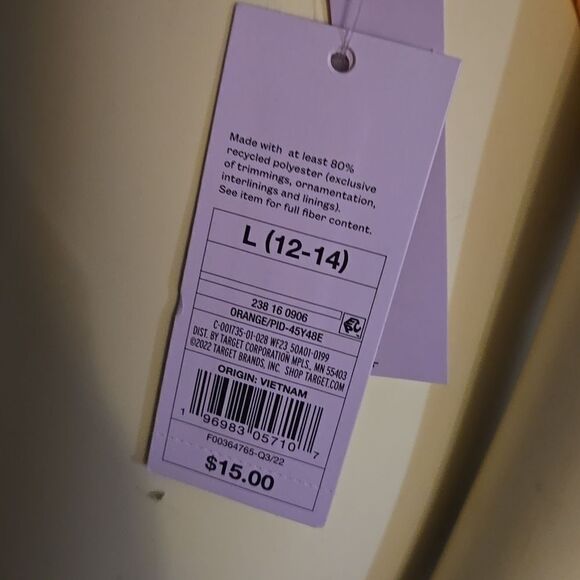 Made with at least 80%
recycled polyester (exclusive
of trimmings, ornamentation,
interlinings and linings).
See item for full fiber content.
L (12-14)
238 16 0906
ORANGE/PID-45Y48E
C-001735-01-028 WF23 50A01-0199
DIST. BY TARGET CORPORATION MPLS., MN 55403
©2022 TARGET BRANDS, INC. SHOP TARGET.COM
ORIGIN: VIETNAM
1 96983 05710 7
F00364765-Q3/22
$15.00